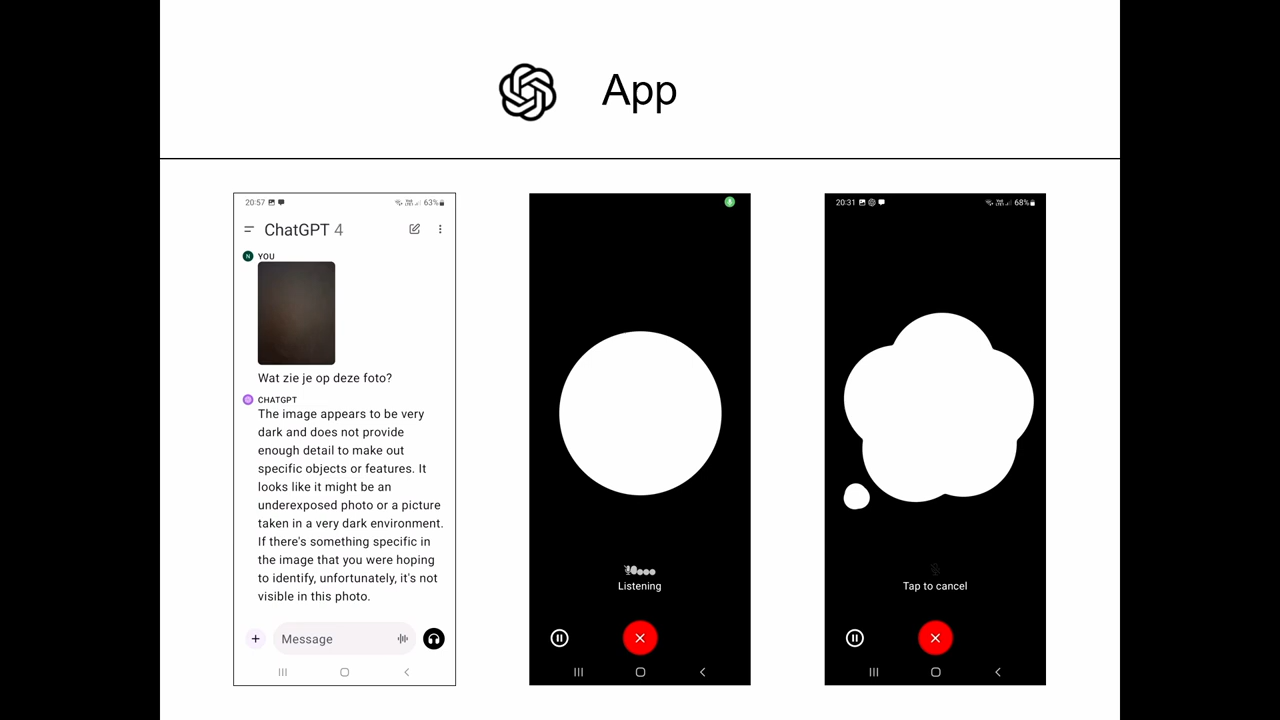 App
20:57
63%
ChatGPT 4
N YOU
Wat zie je op deze foto?
CHATGPT
The image appears to be very
dark and does not provide
enough detail to make out
specific objects or features. It
looks like it might be an
underexposed photo or a picture
taken in a very dark environment.
If there's something specific in
the image that you were hoping
to identify, unfortunately, it's not
visible in this photo.
Message
Listening
20:31
68%
Tap to cancel